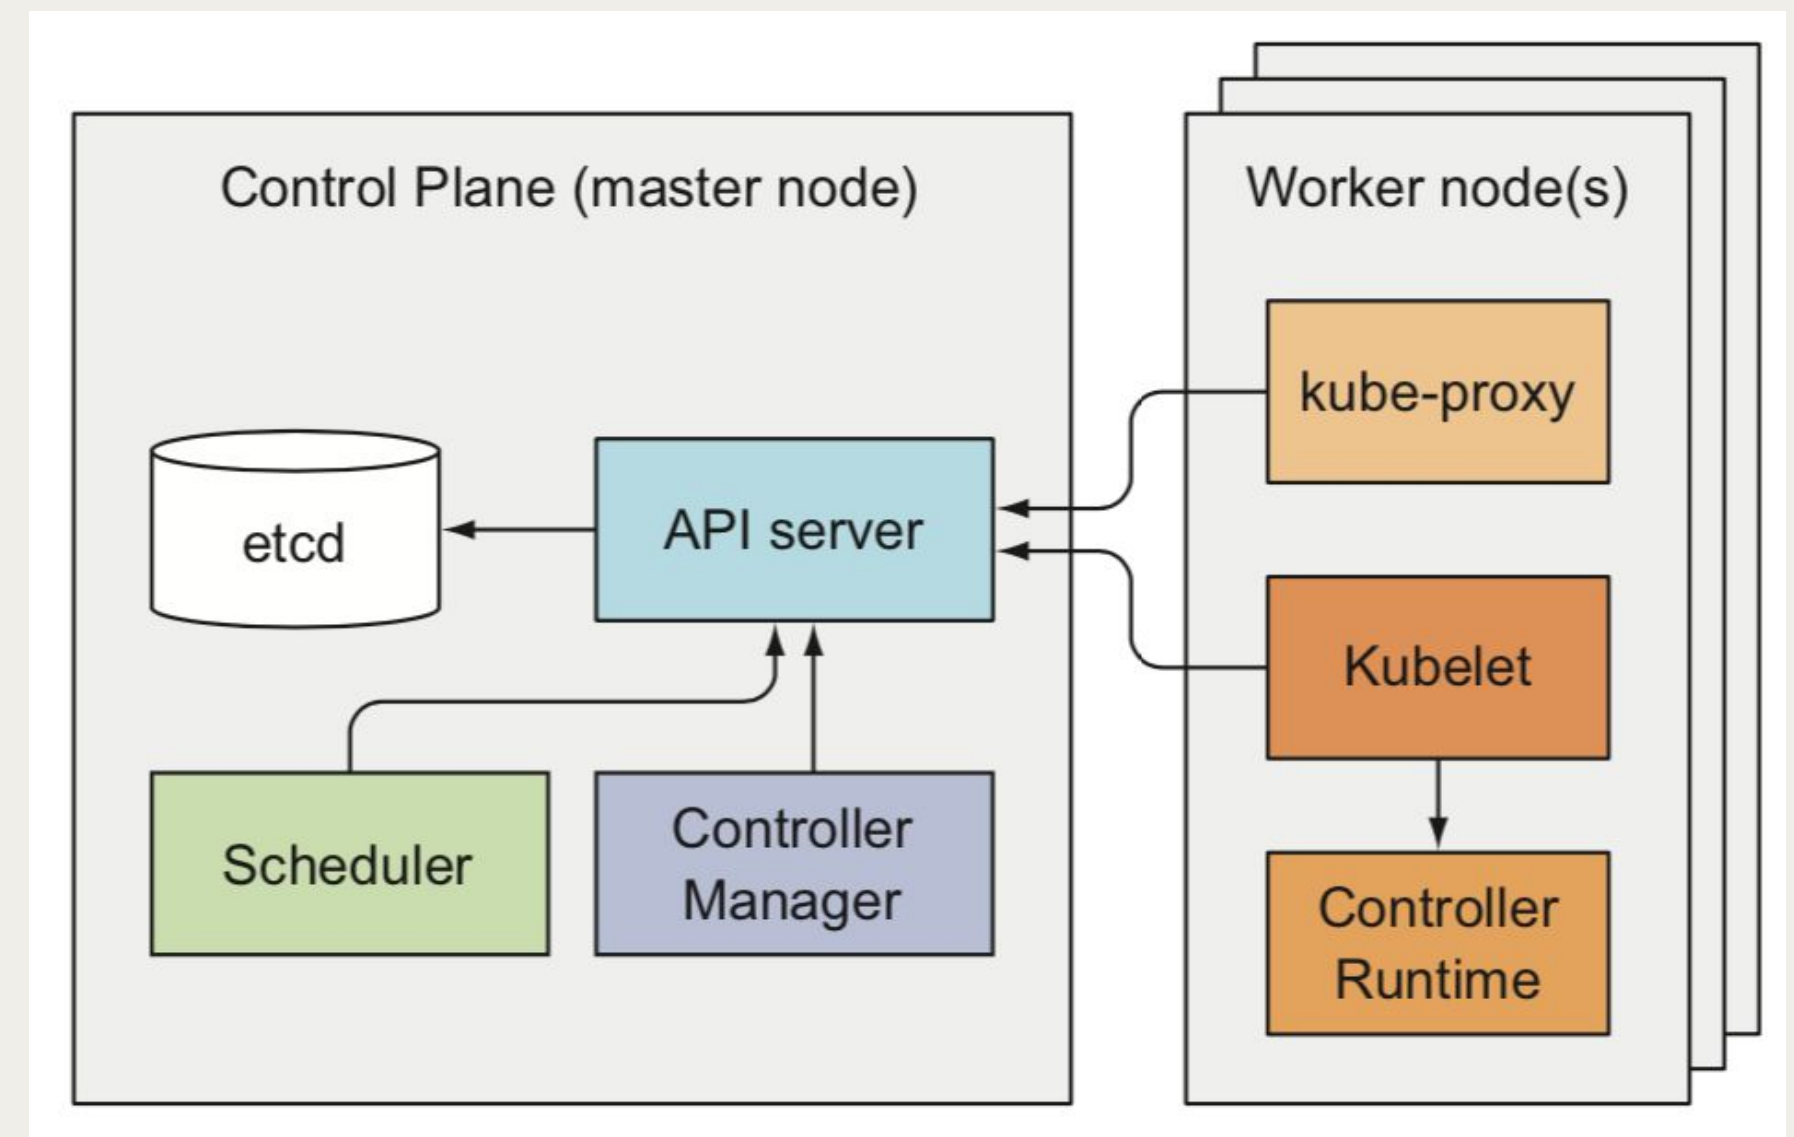 Control Plane (master node)
etcd
API server
Scheduler
Controller
Manager
Worker node(s)
kube-proxy
Kubelet
Controller
Runtime